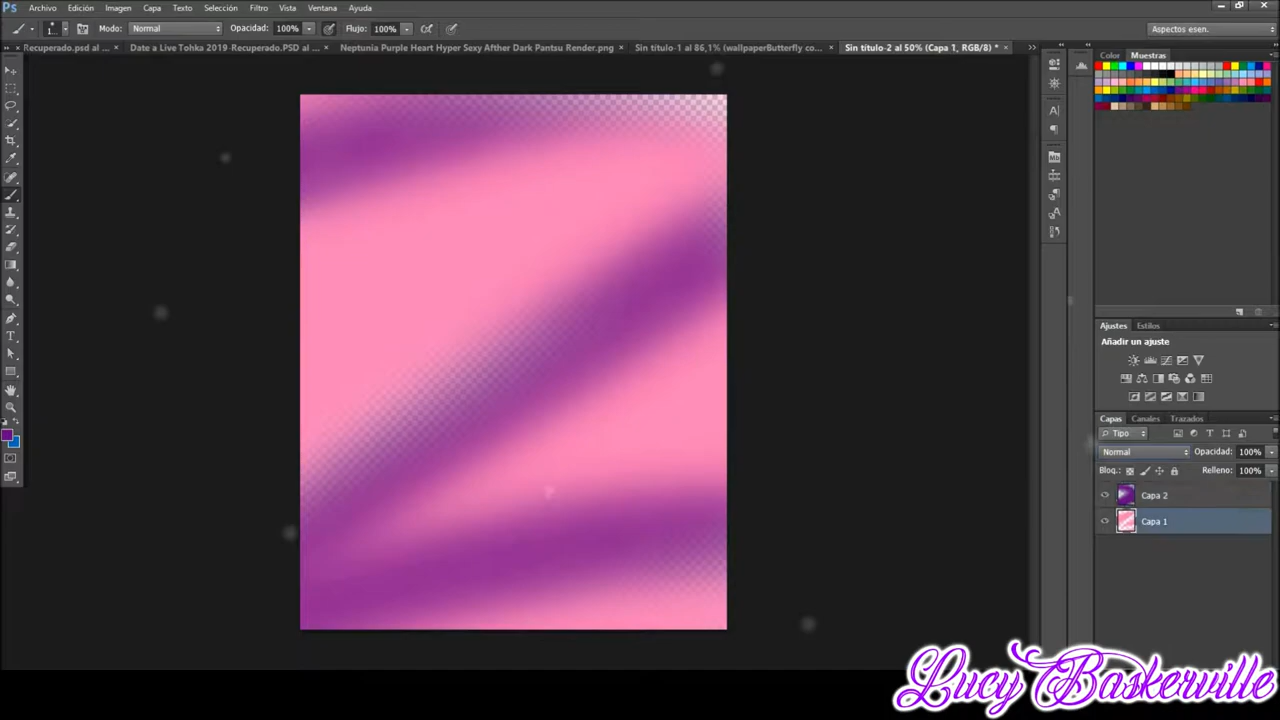 Ps Archivo Edición Imagen Capa Texto Selección Filtro Vista Ventana Ayuda
Modo: Normal Opacidad: 100% Flujo: 100% Aspectos esen.
Recuperado.psd al ... × Date a Live Tohka 2019-Recuperado.PSD al ... × Neptunia Purple Heart Hyper Sexy Afther Dark Pantsu Render.png × Sin título-1 al 86,1% (wallpaperButterfly co... × Sin título-2 al 50% (Capa 1, RGB/8) * ×
Color Muestras
Ajustes Estilos
Añadir un ajuste
Capas Canales Trazados
Tipo
Normal Opacidad: 100%
Bloq.: Relleno: 100%
Capa 2
Capa 1
Lucy Baskerville